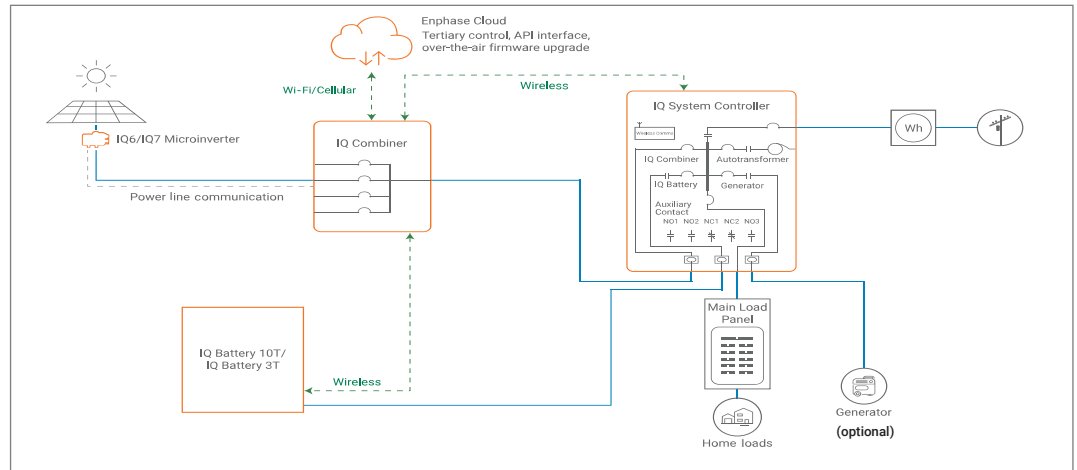 Enphase Cloud
Tertiary control, API interface,
over-the-air firmware upgrade
Wi-Fi/Cellular
Wireless
IQ6/IQ7 Microinverter
Power line communication
IQ Combiner
IQ System Controller
Wireless Comms
IQ Combiner
Autotransformer
IQ Battery
Generator
Auxiliary
Contact
NO1 NO2 NC1 NC2 NO3
Wh
IQ Battery 10T/
IQ Battery 3T
Wireless
Main Load
Panel
Home loads
Generator
(optional)